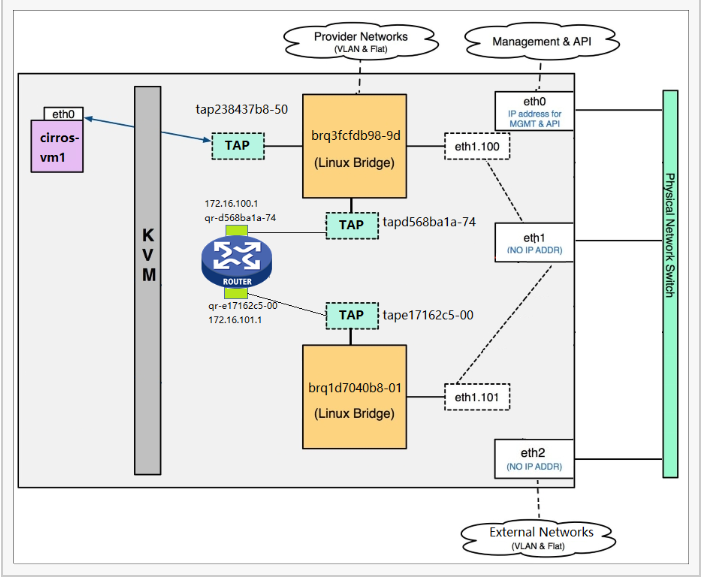 Provider Networks
(VLAN & Flat)
Management & API
eth0
cirros-
vm1
tap238437b8-50
TAP
brq3fcfdb98-9d
(Linux Bridge)
eth1.100
eth0
IP address for
MGMT & API
172.16.100.1
qr-d568ba1a-74
TAP
tapd568ba1a-74
eth1
(NO IP ADDR)
KVM
ROUTER
qr-e17162c5-00
172.16.101.1
TAP
tape17162c5-00
Physical Network Switch
brq1d7040b8-01
(Linux Bridge)
eth1.101
eth2
(NO IP ADDR)
External Networks
(VLAN & Flat)